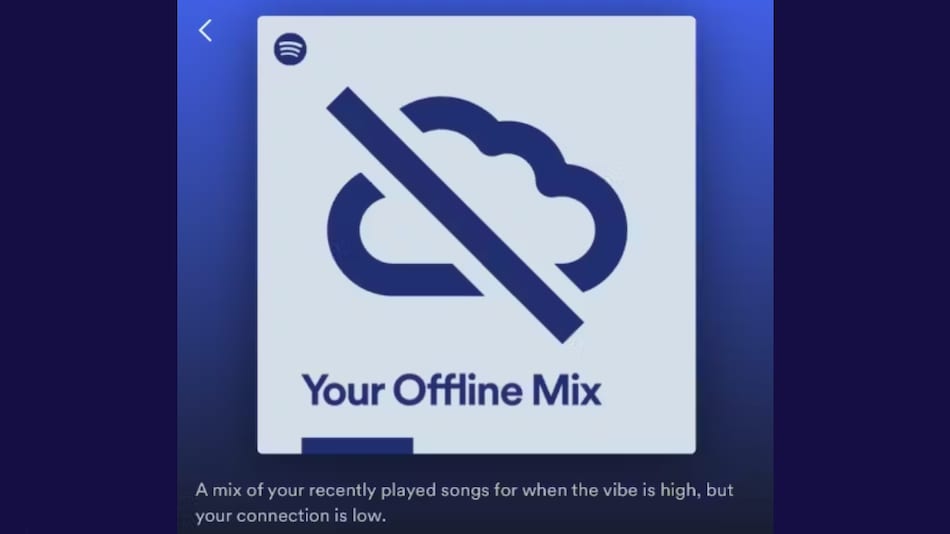 Your Offline Mix
A mix of your recently played songs for when the vibe is high, but
your connection is low.